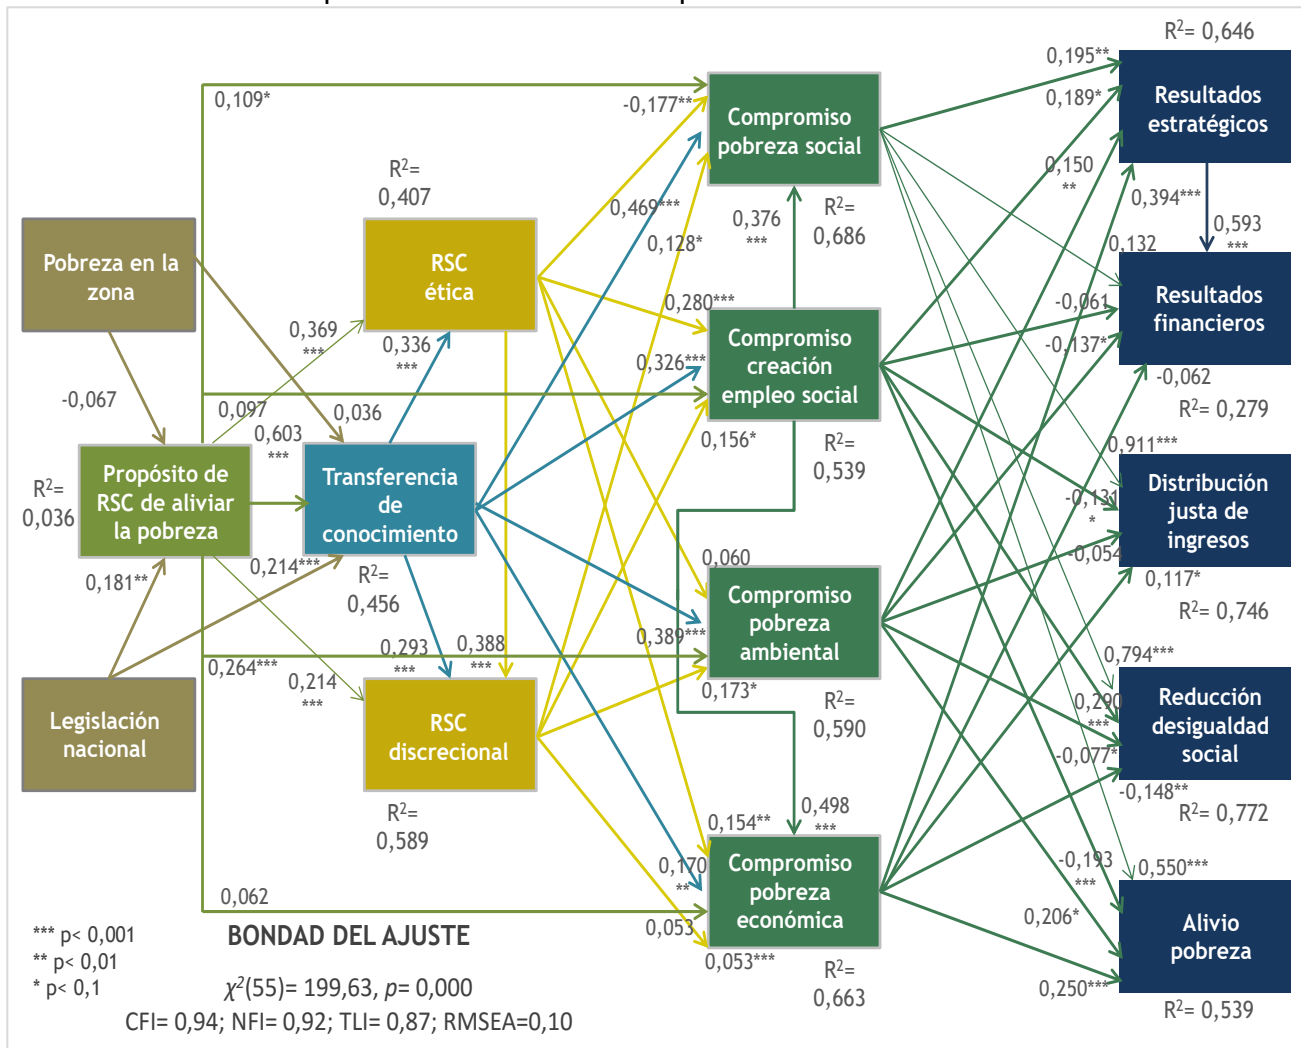 R²= 0,646
0,195**
0,109*
-0,177**
0,189*
Resultados
estratégicos
Compromiso
pobreza social
R²=
0,407
0,150
**
0,394***
0,469***
0,376
***
R²=
0,686
0,128*
0,593
***
0,132
Pobreza en la
zona
RSC
ética
0,280***
-0,061
Resultados
financieros
0,369
***
0,336
***
Compromiso
creación
empleo social
0,326***
-0,137*
-0,062
R²= 0,279
-0,067
0,097
0,036
0,603
***
0,156*
R²=
0,539
0,911***
R²=
0,036
Propósito de
RSC de aliviar
la pobreza
Transferencia
de
conocimiento
Distribución
justa de
ingresos
-0,131
*
-0,054
0,117*
R²= 0,746
0,181**
0,214***
R²=
0,456
0,060
Compromiso
pobreza
ambiental
0,293
***
0,388
***
0,389***
0,264***
0,214
***
0,173*
R²=
0,590
0,794***
Legislación
nacional
RSC
discrecional
0,290
***
Reducción
desigualdad
social
-0,077*
-0,148**
R²= 0,772
R²=
0,589
0,154**
0,498
***
0,170
**
Compromiso
pobreza
económica
-0,193
***
0,550***
0,062
0,053
0,053***
0,206*
Alivio
pobreza
0,250***
R²=
0,663
R²= 0,539
*** p< 0,001
** p< 0,01
* p< 0,1
BONDAD DEL AJUSTE
χ²(55)= 199,63, p= 0,000
CFI= 0,94; NFI= 0,92; TLI= 0,87; RMSEA=0,10